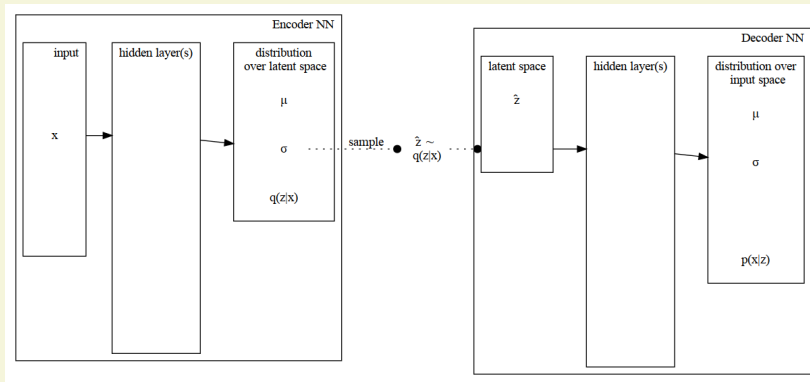 Encoder NN
input
x
hidden layer(s)
distribution
over latent space
μ
σ
q(z|x)
sample
ẑ ~
q(z|x)
Decoder NN
latent space
ẑ
hidden layer(s)
distribution over
input space
μ
σ
p(x|z)